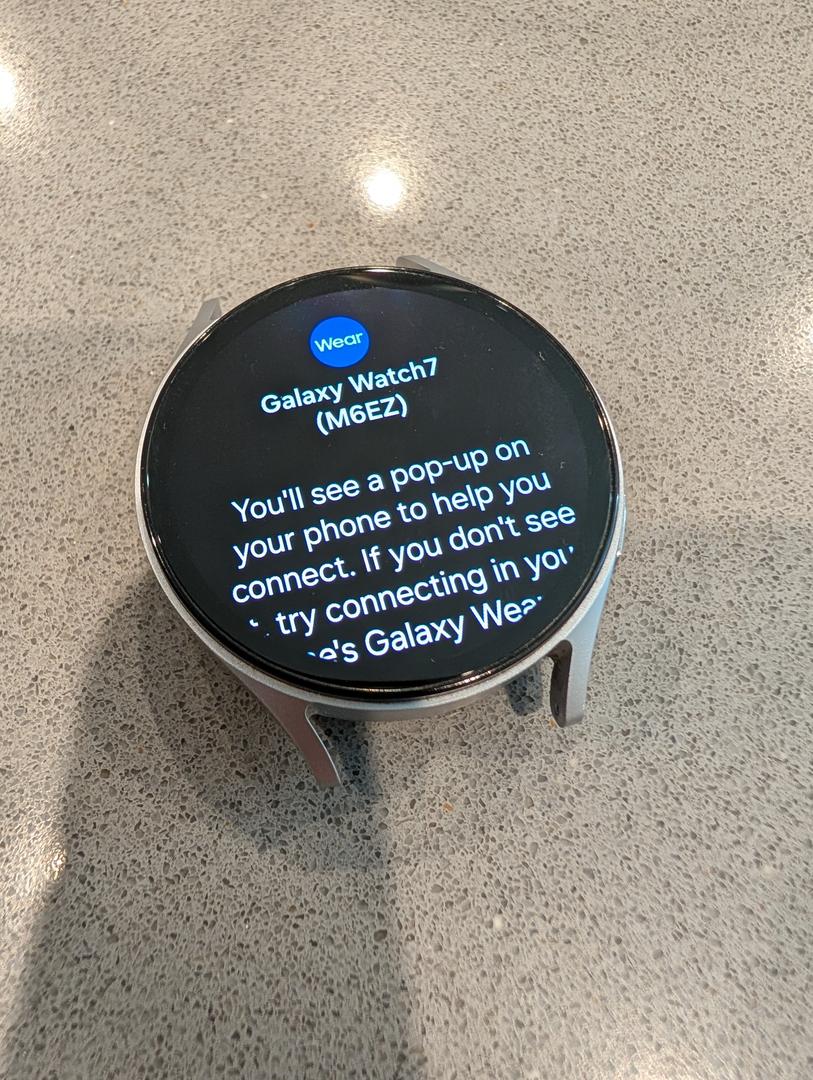 Wear
Galaxy Watch7
(M6EZ)
You'll see a pop-up on
your phone to help you
connect. If you don't see
try connecting in
Galaxy